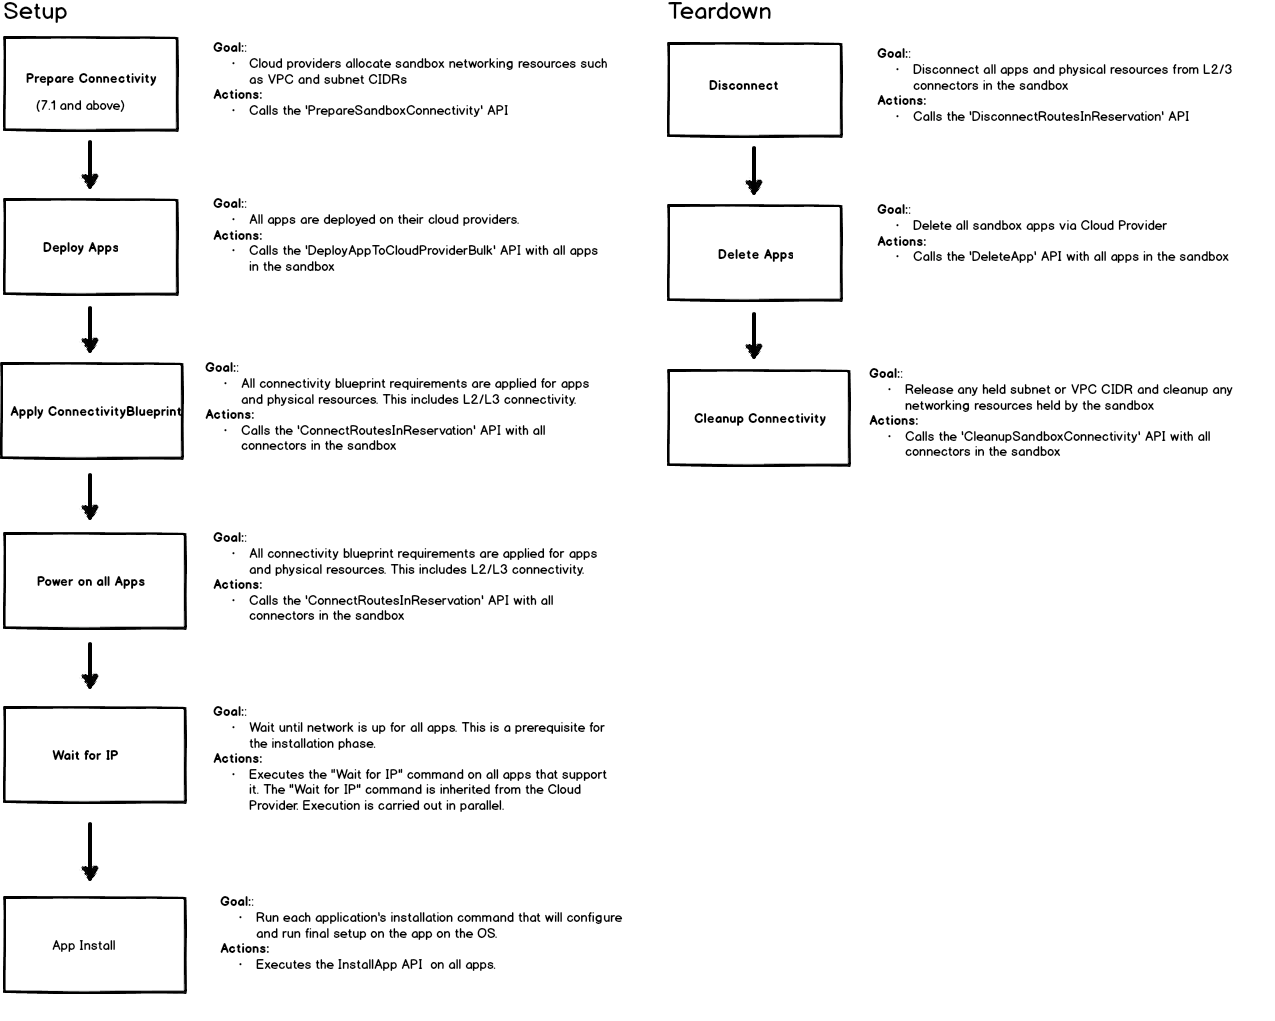 Setup
Prepare Connectivity
(7.1 and above)
Goal::
· Cloud providers allocate sandbox networking resources such
as VPC and subnet CIDRs
Actions:
· Calls the 'PrepareSandboxConnectivity' API
Deploy Apps
Goal::
· All apps are deployed on their cloud providers.
Actions:
· Calls the 'DeployAppToCloudProviderBulk' API with all apps
in the sandbox
Apply ConnectivityBlueprint
Goal::
· All connectivity blueprint requirements are applied for apps
and physical resources. This includes L2/L3 connectivity.
Actions:
· Calls the 'ConnectRoutesInReservation' API with all
connectors in the sandbox
Power on all Apps
Goal::
· All connectivity blueprint requirements are applied for apps
and physical resources. This includes L2/L3 connectivity.
Actions:
· Calls the 'ConnectRoutesInReservation' API with all
connectors in the sandbox
Wait for IP
Goal::
· Wait until network is up for all apps. This is a prerequisite for
the installation phase.
Actions:
· Executes the "Wait for IP" command on all apps that support
it. The "Wait for IP" command is inherited from the Cloud
Provider. Execution is carried out in parallel.
App Install
Goal::
· Run each application's installation command that will configure
and run final setup on the app on the OS.
Actions:
· Executes the InstallApp API on all apps.
Teardown
Disconnect
Goal::
· Disconnect all apps and physical resources from L2/3
connectors in the sandbox
Actions:
· Calls the 'DisconnectRoutesInReservation' API
Delete Apps
Goal::
· Delete all sandbox apps via Cloud Provider
Actions:
· Calls the 'DeleteApp' API with all apps in the sandbox
Cleanup Connectivity
Goal::
· Release any held subnet or VPC CIDR and cleanup any
networking resources held by the sandbox
Actions:
· Calls the 'CleanupSandboxConnectivity' API with all
connectors in the sandbox